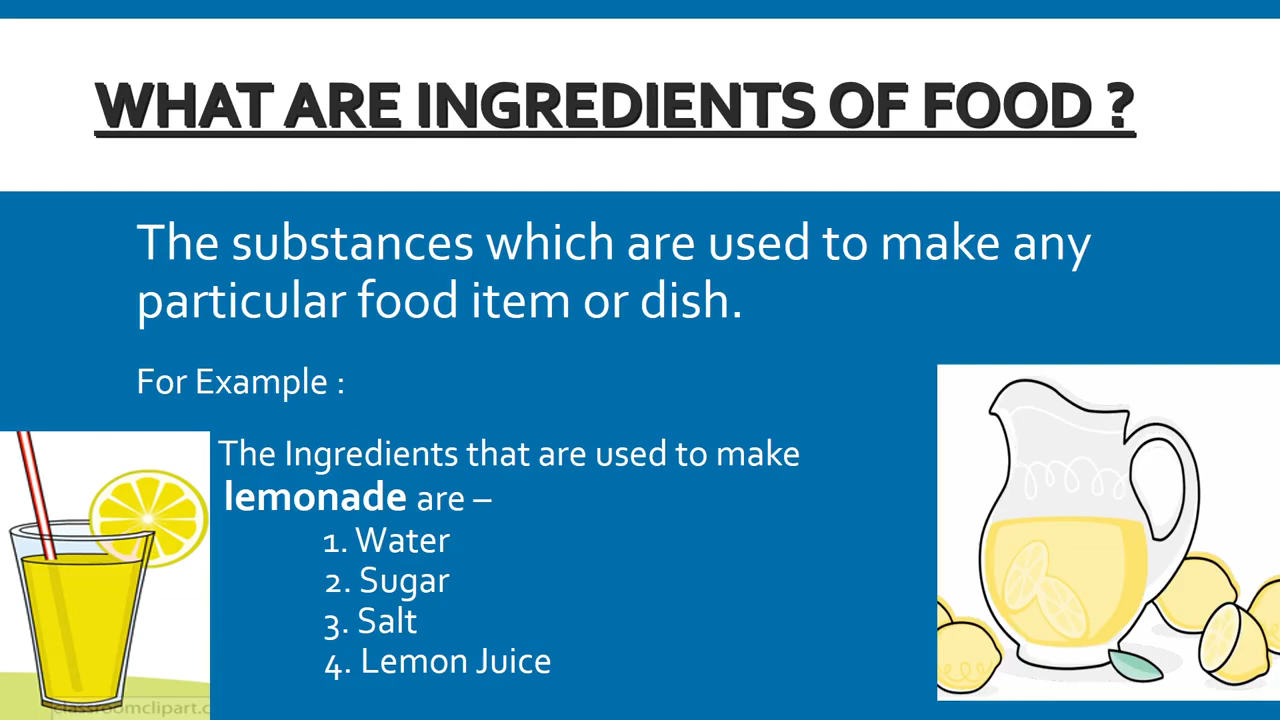 WHAT ARE INGREDIENTS OF FOOD ?
The substances which are used to make any
particular food item or dish.
For Example :
The Ingredients that are used to make
lemonade are –
1. Water
2. Sugar
3. Salt
4. Lemon Juice
classroomclipart.c